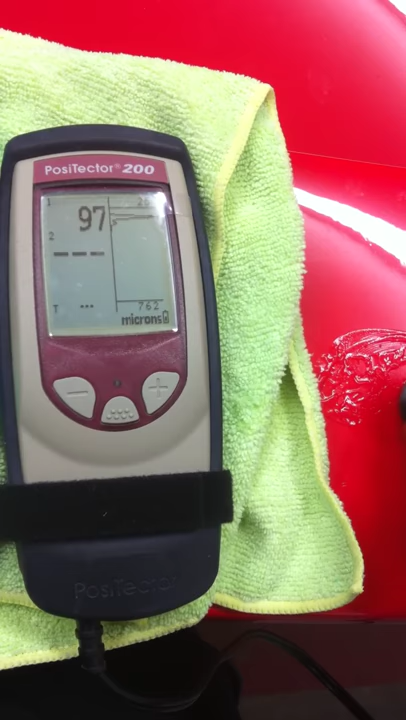 PosiTector® 200
1
97
2
--- --- ---
T
...
762
microns
PosiTector